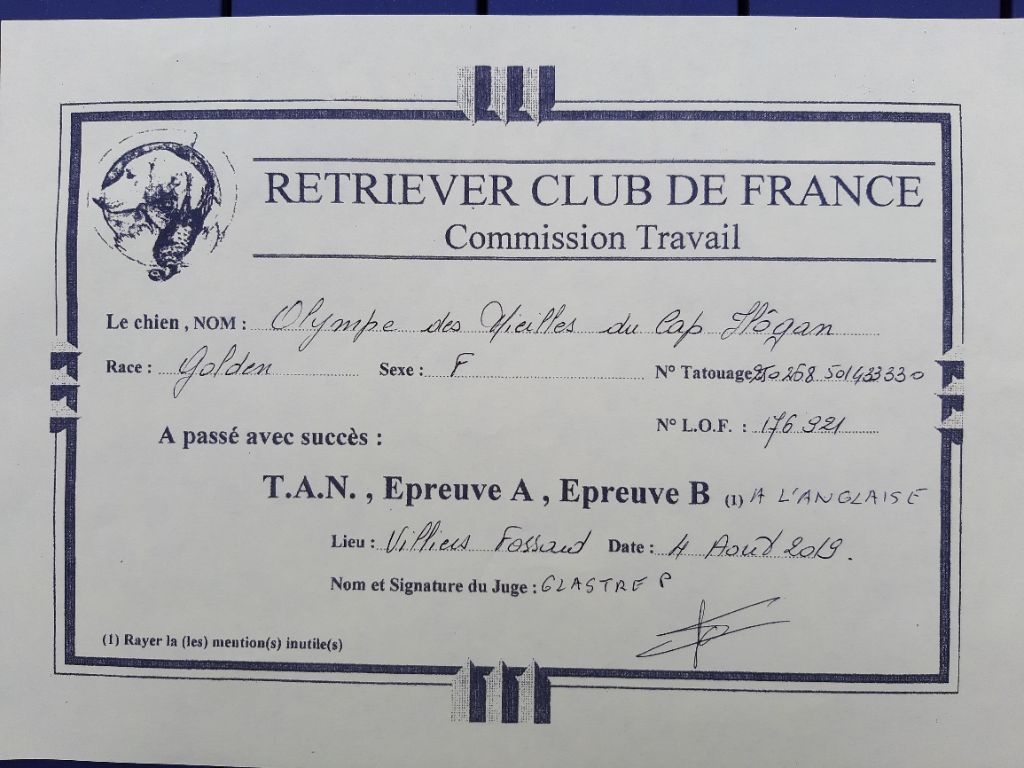 RETRIEVER CLUB DE FRANCE
Commission Travail
Le chien , NOM : Olympe des Vieilles du Cap Hôgan
Race : Golden Sexe : F N° Tatouage 250 268 501433330
N° L.O.F. : 176 921
A passé avec succès :
T.A.N. , Epreuve A , Epreuve B (1) A L'ANGLAISE
Lieu : Villiers Fossard Date : 4 Août 2019.
Nom et Signature du Juge : GLASTRE P
(1) Rayer la (les) mention(s) inutile(s)